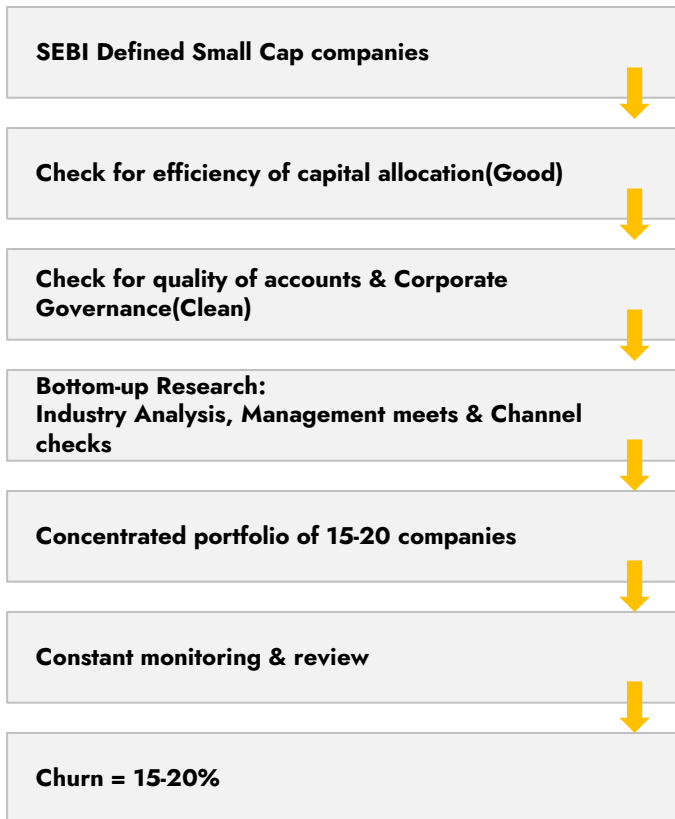 SEBI Defined Small Cap companies
Check for efficiency of capital allocation(Good)
Check for quality of accounts & Corporate
Governance(Clean)
Bottom-up Research:
Industry Analysis, Management meets & Channel
checks
Concentrated portfolio of 15-20 companies
Constant monitoring & review
Churn = 15-20%